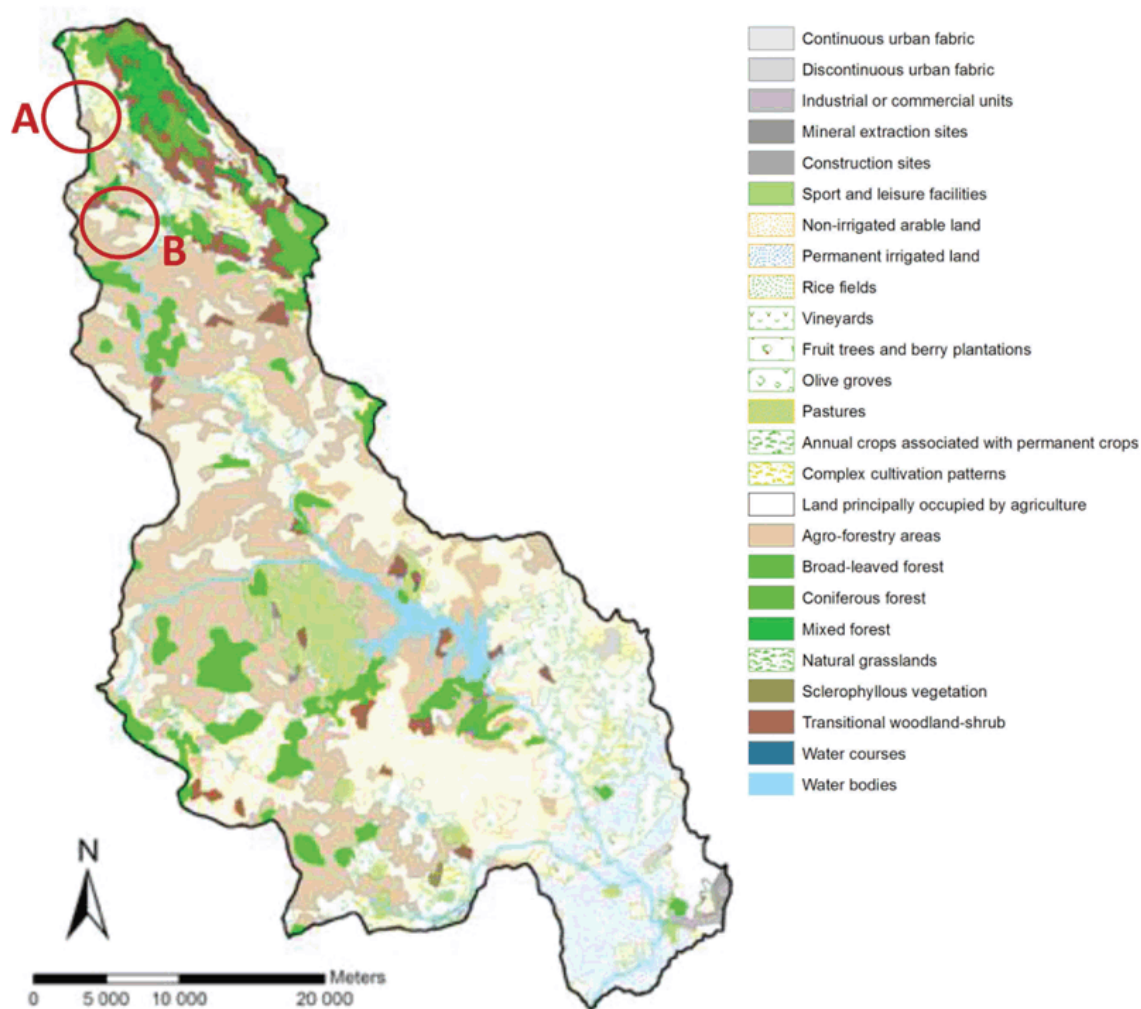 A
B
Continuous urban fabric
Discontinuous urban fabric
Industrial or commercial units
Mineral extraction sites
Construction sites
Sport and leisure facilities
Non-irrigated arable land
Permanent irrigated land
Rice fields
Vineyards
Fruit trees and berry plantations
Olive groves
Pastures
Annual crops associated with permanent crops
Complex cultivation patterns
Land principally occupied by agriculture
Agro-forestry areas
Broad-leaved forest
Coniferous forest
Mixed forest
Natural grasslands
Sclerophyllous vegetation
Transitional woodland-shrub
Water courses
Water bodies
N
Meters
0 5 000 10 000 20 000